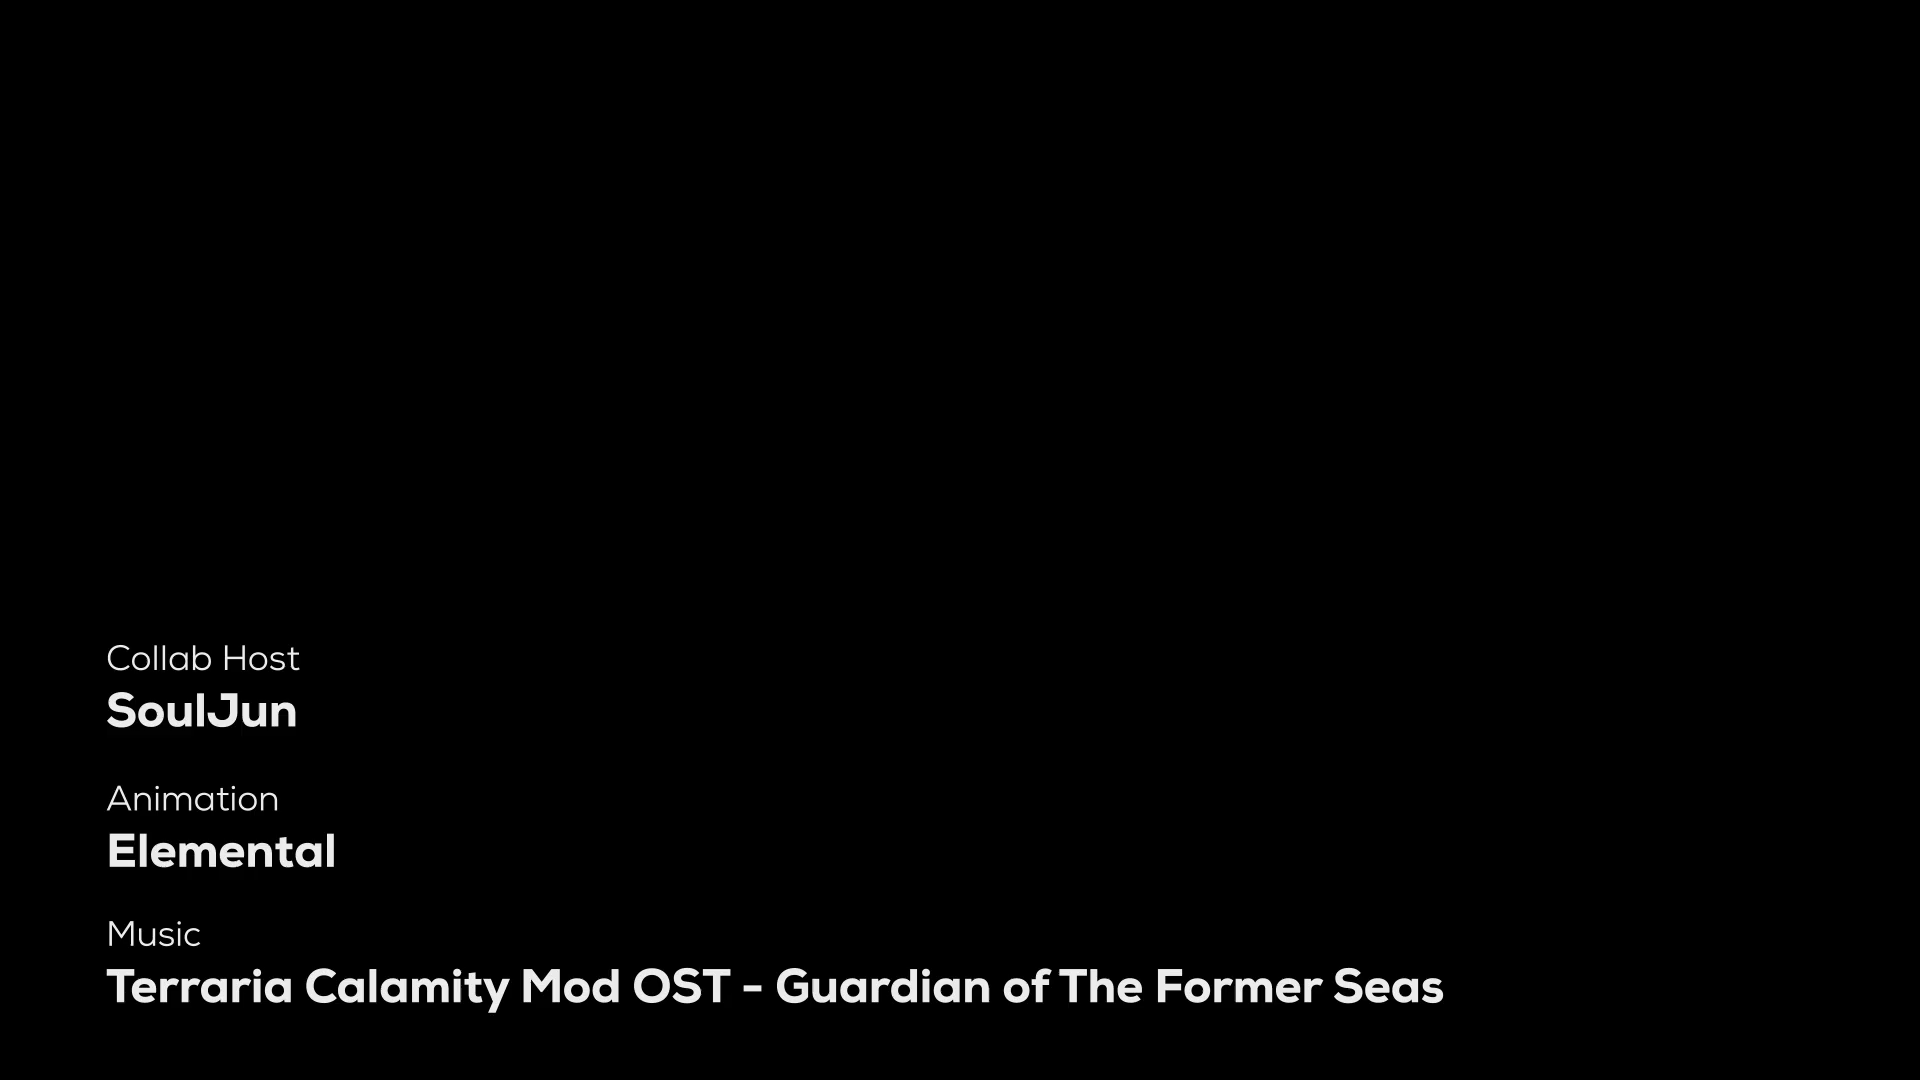 Collab Host
SoulJun
Animation
Elemental
Music
Terraria Calamity Mod OST - Guardian of The Former Seas